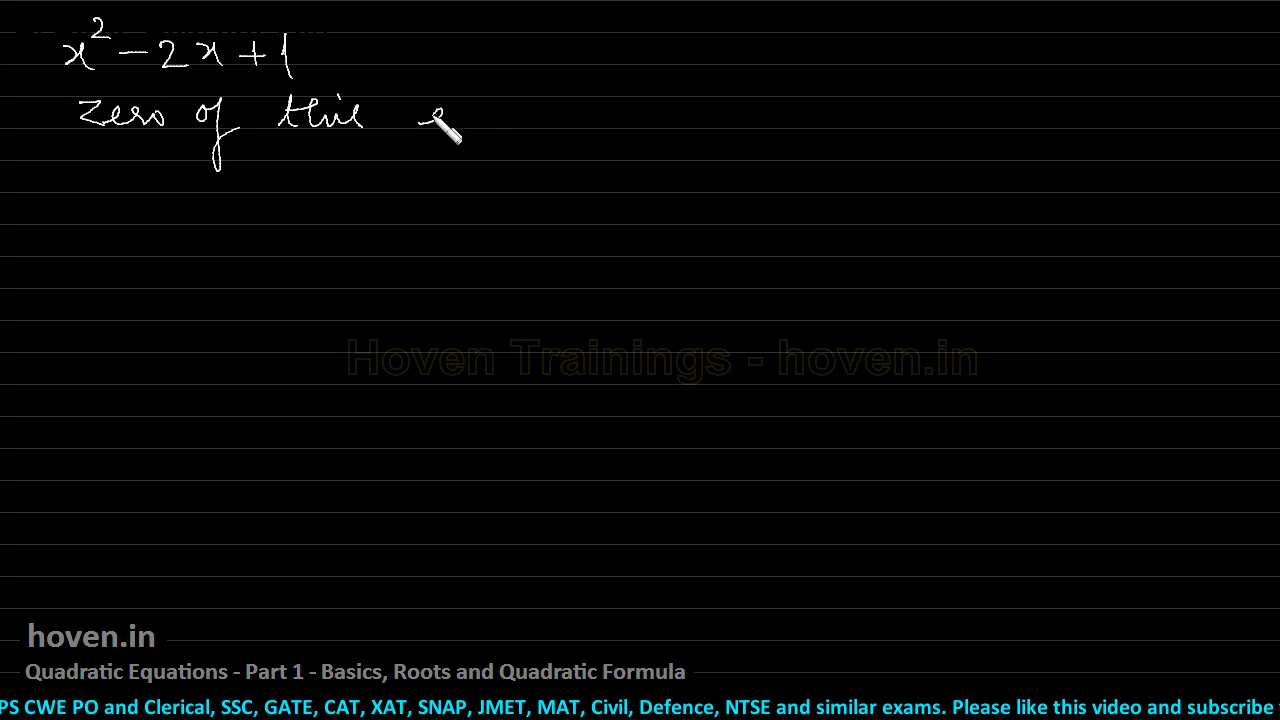 x² - 2x + 1
Zero of this
Hoven Trainings - hoven.in
hoven.in
Quadratic Equations - Part 1 - Basics, Roots and Quadratic Formula
PS CWE PO and Clerical, SSC, GATE, CAT, XAT, SNAP, JMET, MAT, Civil, Defence, NTSE and similar exams. Please like this video and subscribe